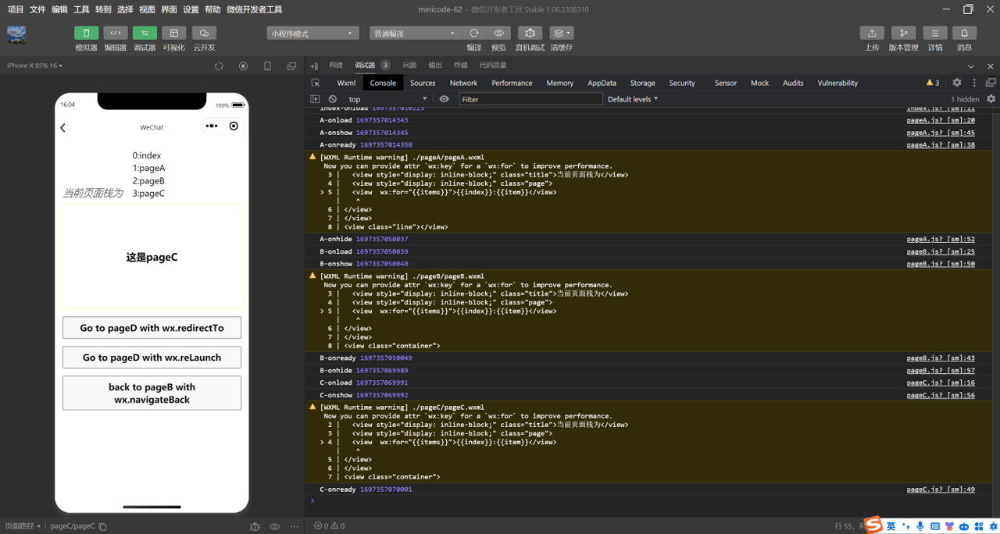 项目 文件 编辑 工具 转到 选择 视图 界面 设置 帮助 微信开发者工具
minicode-62 - 微信开发者工具 Stable 1.06.2308310
小程序模式 普通编译
模拟器 编辑器 调试器 可视化 云开发 编译 预览 真机调试 清缓存 上传 版本管理 详情 消息
iPhone X 85% 16
构建 调试器 3 问题 输出 终端 代码质量
Wxml Console Sources Network Performance Memory AppData Storage Security Sensor Mock Audits Vulnerability 3
top Filter Default levels 1 hidden
16:04 100%
WeChat
0:index
1:pageA
2:pageB
当前页面栈为 3:pageC
这是pageC
Go to pageD with wx.redirectTo
Go to pageD with wx.reLaunch
back to pageB with
wx.navigateBack
index-onload 1697357010223 index.js? [sm]:11
A-onload 1697357014343 pageA.js? [sm]:20
A-onshow 1697357014345 pageA.js? [sm]:45
A-onready 1697357014350 pageA.js? [sm]:38
[WXML Runtime warning] ./pageA/pageA.wxml
Now you can provide attr `wx:key` for a `wx:for` to improve performance.
3 | <view style="display: inline-block;" class="title">当前页面栈为</view>
4 | <view style="display: inline-block;" class="page">
> 5 | <view wx:for="{{items}}">{{index}}:{{item}}</view>
| ^
6 | </view>
7 | </view>
8 | <view class="line"></view>
A-onhide 1697357050037 pageA.js? [sm]:52
B-onload 1697357050039 pageB.js? [sm]:25
B-onshow 1697357050040 pageB.js? [sm]:50
[WXML Runtime warning] ./pageB/pageB.wxml
Now you can provide attr `wx:key` for a `wx:for` to improve performance.
3 | <view style="display: inline-block;" class="title">当前页面栈为</view>
4 | <view style="display: inline-block;" class="page">
> 5 | <view wx:for="{{items}}">{{index}}:{{item}}</view>
| ^
6 | </view>
7 | </view>
8 | <view class="container">
B-onready 1697357050049 pageB.js? [sm]:43
B-onhide 1697357069989 pageB.js? [sm]:57
C-onload 1697357069991 pageC.js? [sm]:16
C-onshow 1697357069992 pageC.js? [sm]:56
[WXML Runtime warning] ./pageC/pageC.wxml
Now you can provide attr `wx:key` for a `wx:for` to improve performance.
2 | <view style="display: inline-block;" class="title">当前页面栈为</view>
3 | <view style="display: inline-block;" class="page">
> 4 | <view wx:for="{{items}}">{{index}}:{{item}}</view>
| ^
5 | </view>
6 | </view>
7 | <view class="container">
C-onready 1697357070001 pageC.js? [sm]:49
>
页面路径 pageC/pageC 0 0 行 55, 列 英